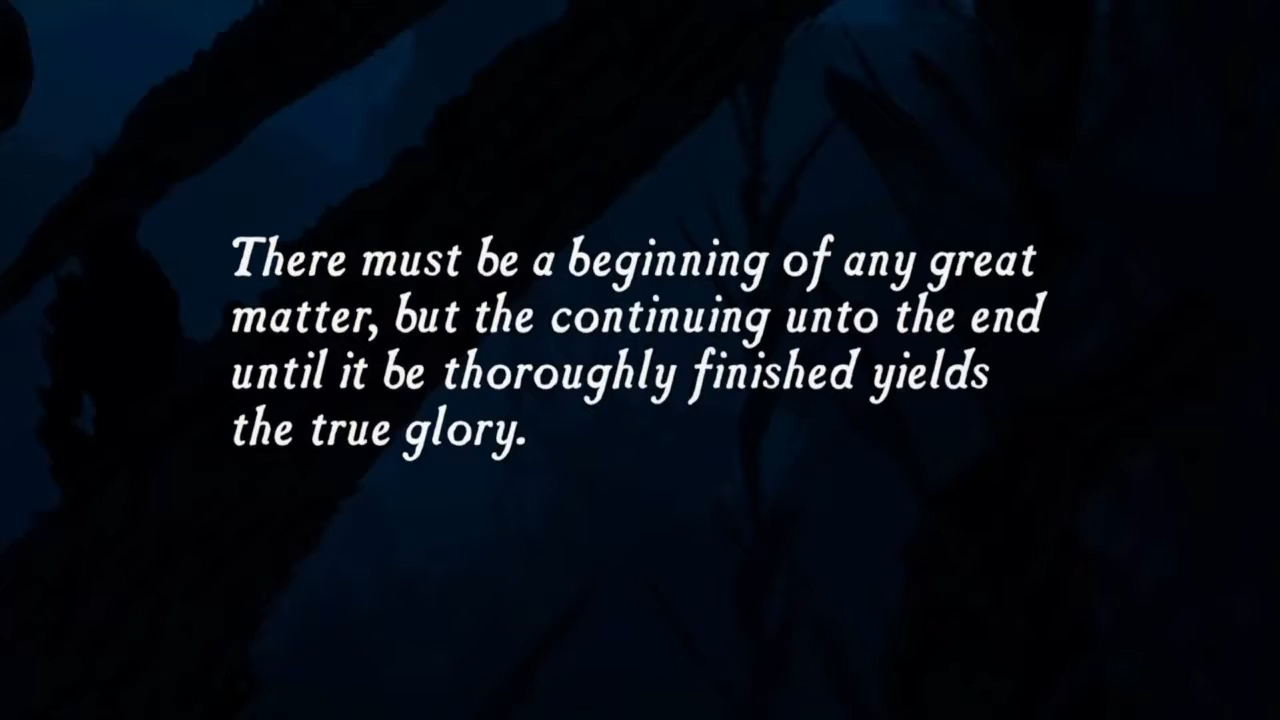 There must be a beginning of any great
matter, but the continuing unto the end
until it be thoroughly finished yields
the true glory.